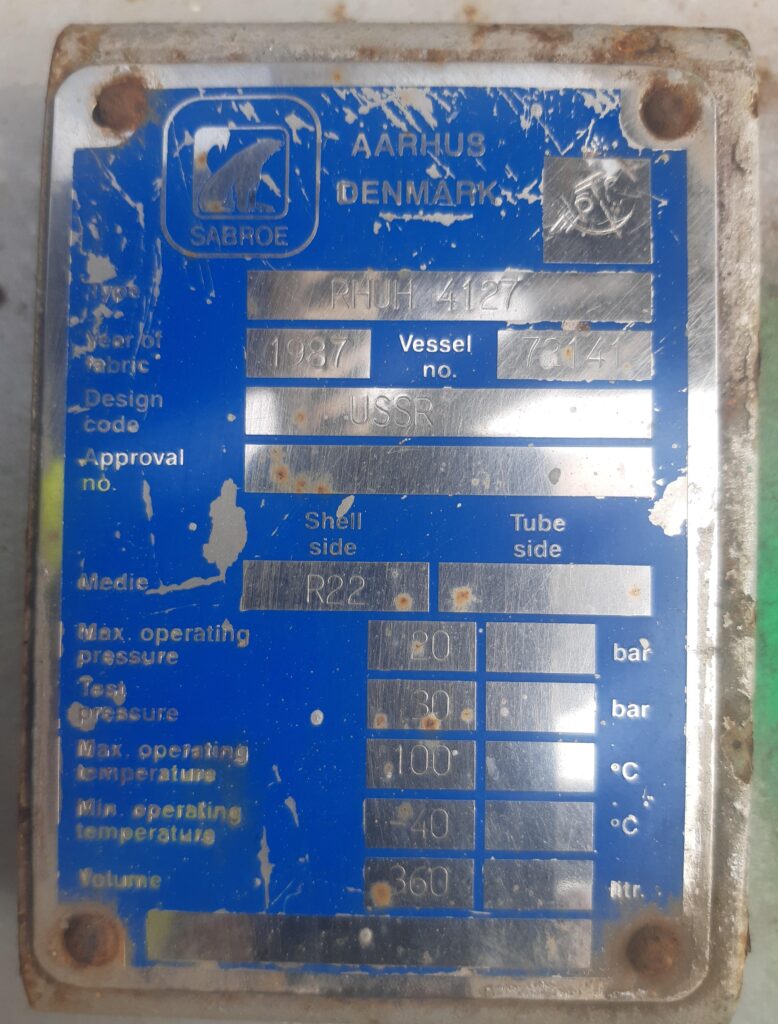 AARHUS
DENMARK
SABROE
Type RHUH 4127
Year of fabric 1987 Vessel no. 73141
Design code USSR
Approval no.
Shell side Tube side
Medie R22
Max. operating pressure 20 bar
Test pressure 30 bar
Max. operating temperature 100 °C
Min operating temperature -40 °C
Volume 360 litr.